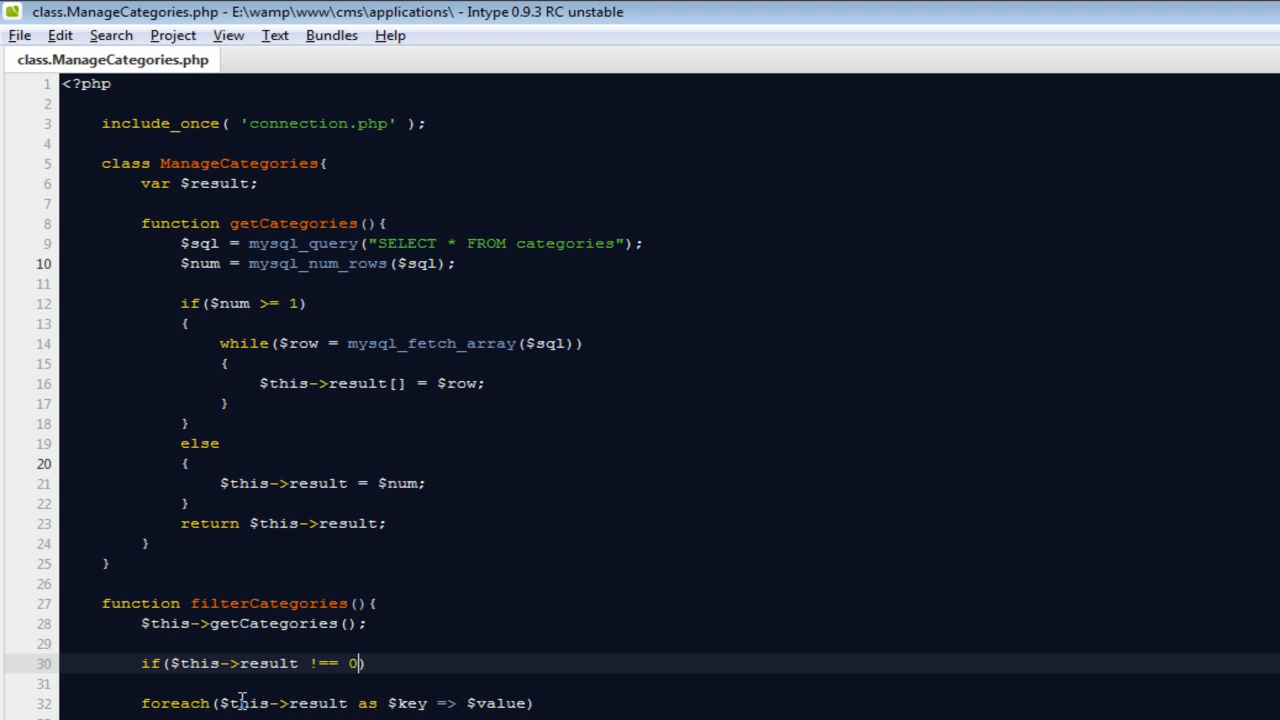 class.ManageCategories.php - E:\wamp\www\cms\applications\ - Intype 0.9.3 RC unstable
File Edit Search Project View Text Bundles Help
class.ManageCategories.php
1 <?php
2
3 include_once( 'connection.php' );
4
5 class ManageCategories{
6 var $result;
7
8 function getCategories(){
9 $sql = mysql_query("SELECT * FROM categories");
10 $num = mysql_num_rows($sql);
11
12 if($num >= 1)
13 {
14 while($row = mysql_fetch_array($sql))
15 {
16 $this->result[] = $row;
17 }
18 }
19 else
20 {
21 $this->result = $num;
22 }
23 return $this->result;
24 }
25 }
26
27 function filterCategories(){
28 $this->getCategories();
29
30 if($this->result !== 0)
31
32 foreach($this->result as $key => $value)